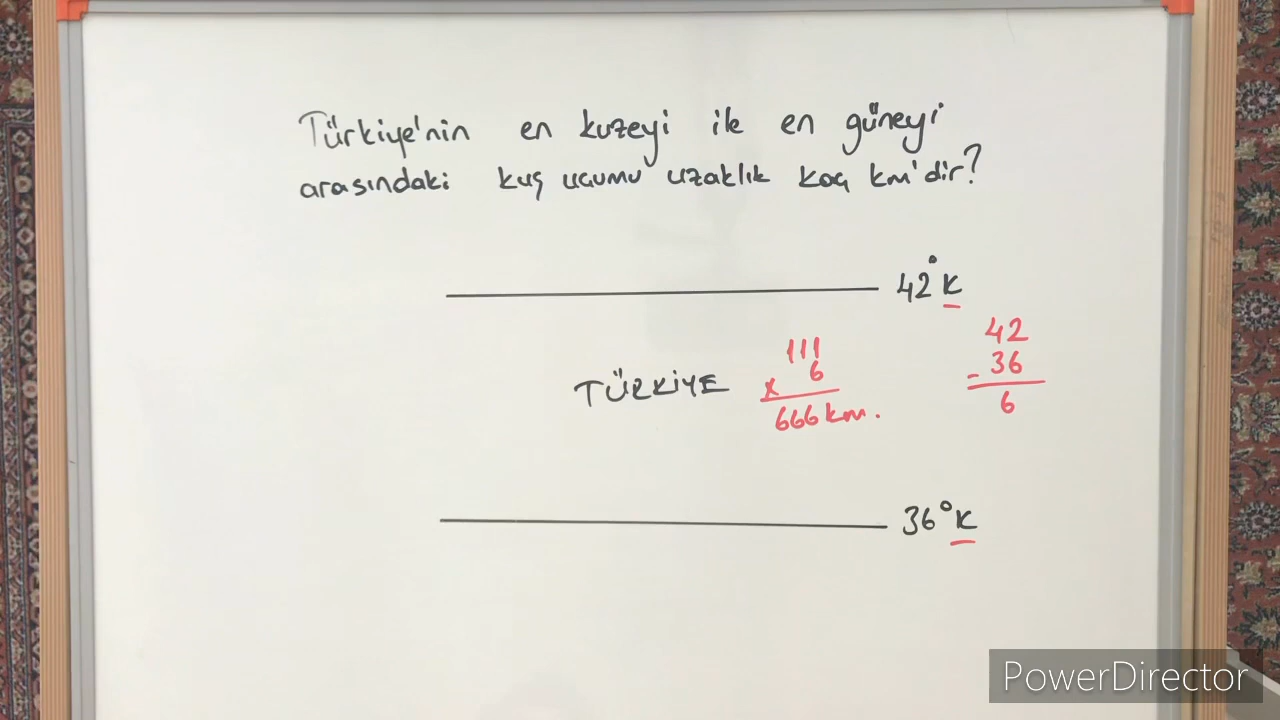 Türkiye'nin en kuzeyi ile en güneyi
arasındaki kuş uçumu uzaklık kaç km'dir?
42° K
TÜRKİYE
111
x 6
666 km.
42
- 36
6
36° K
PowerDirector